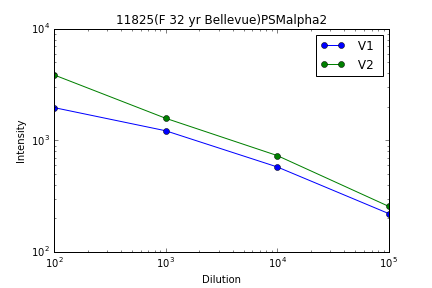 11825(F 32 yr Bellevue)PSMalpha2
10^4
10^3
10^2
Intensity
V1
V2
10^2 10^3 10^4 10^5
Dilution